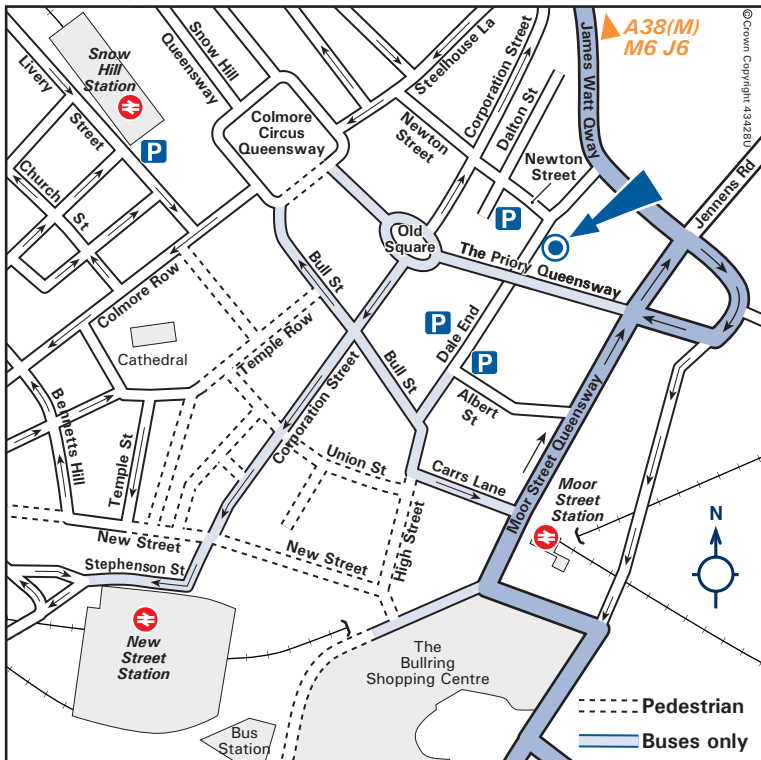 A38(M)
M6 J6
©Crown Copyright 43428U
Snow
Hill
Station
Livery
Street
Snow Hill
Queensway
Steelhouse La
Corporation Street
James Watt Qway
Colmore
Circus
Queensway
Newton
Street
Dalton St
Newton
Street
Jennens Rd
P
P
P
P
Church
St
Old
Square
The Priory Queensway
Colmore Row
Bull St
Temple Row
Cathedral
Dale End
Bull St
Albert
St
Bennetts Hill
Temple St
Corporation Street
Union St
Carrs Lane
Moor Street Queensway
Moor
Street
Station
New Street
New Street
High Street
Stephenson St
N
New
Street
Station
The
Bullring
Shopping Centre
Bus
Station
Pedestrian
Buses only